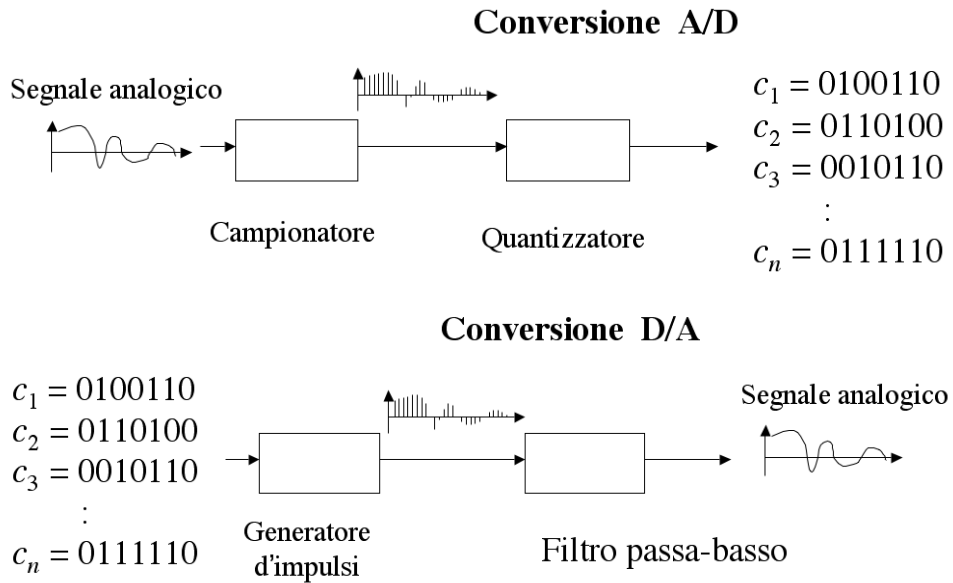 Conversione A/D
Segnale analogico
c1 = 0100110
c2 = 0110100
c3 = 0010110
:
cn = 0111110
Campionatore
Quantizzatore
Conversione D/A
c1 = 0100110
c2 = 0110100
c3 = 0010110
:
cn = 0111110
Generatore
d'impulsi
Filtro passa-basso
Segnale analogico